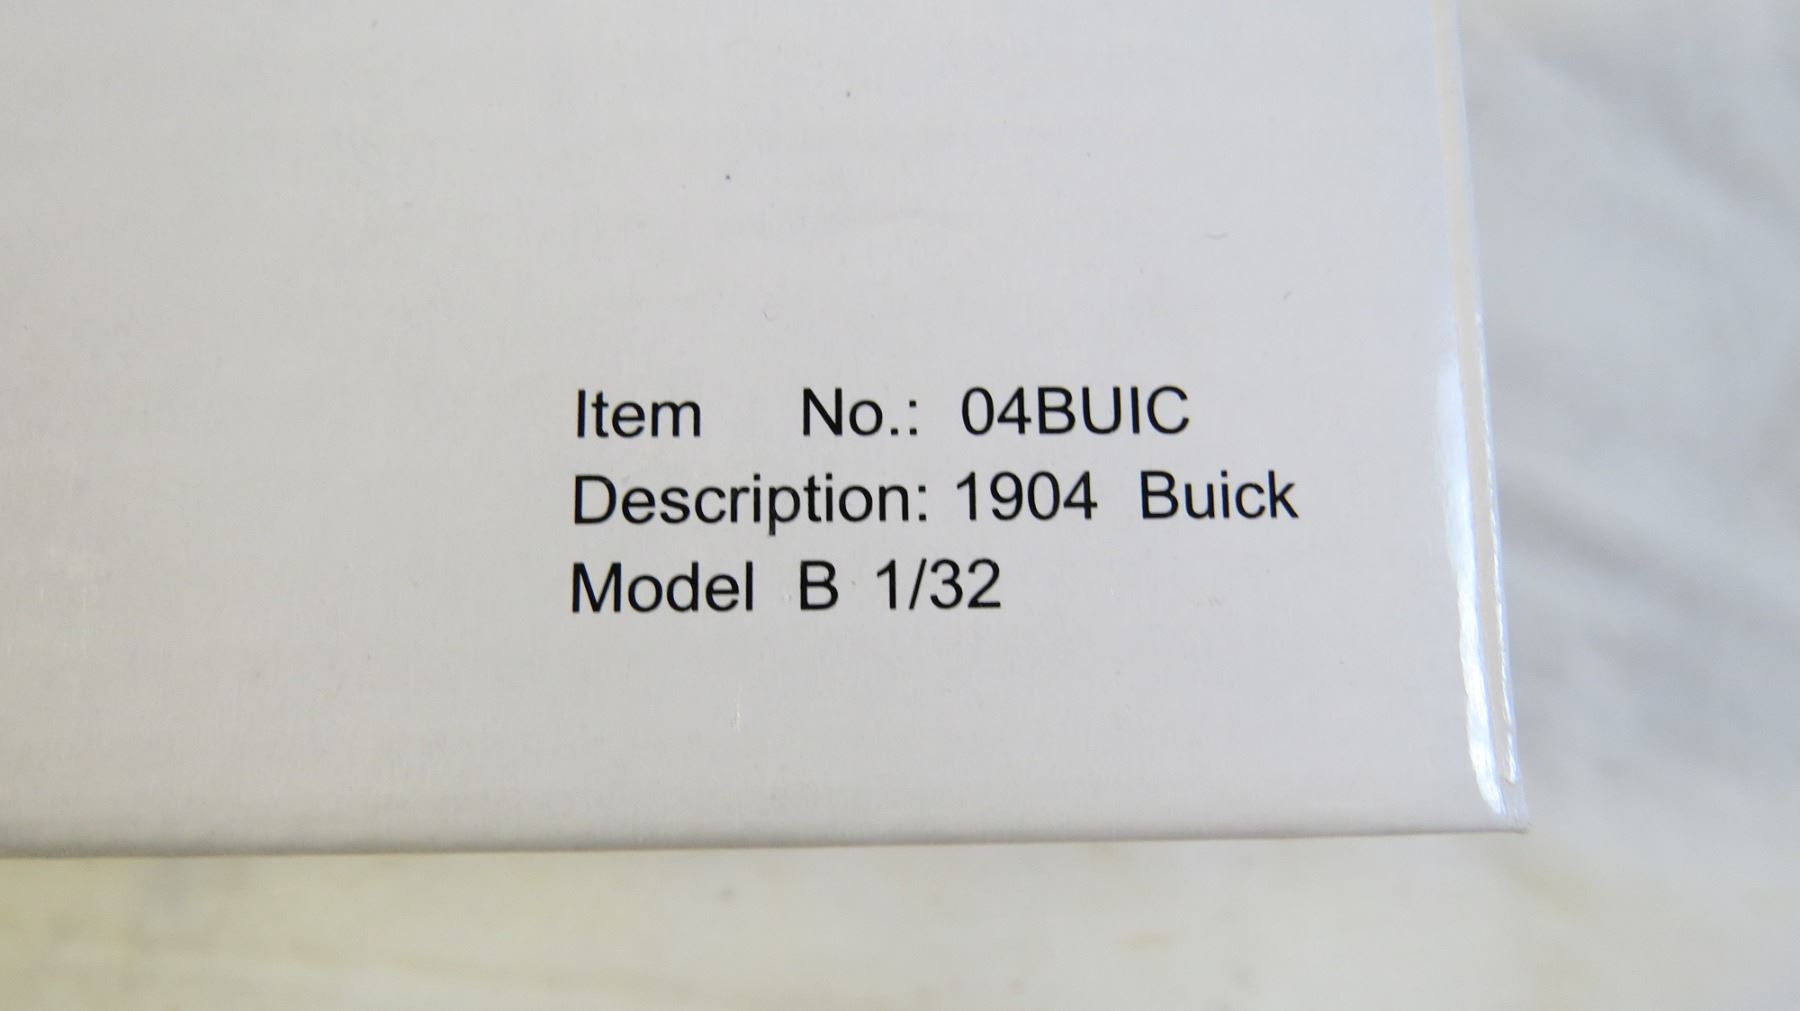 Item No.: 04BUIC
Description: 1904 Buick
Model B 1/32